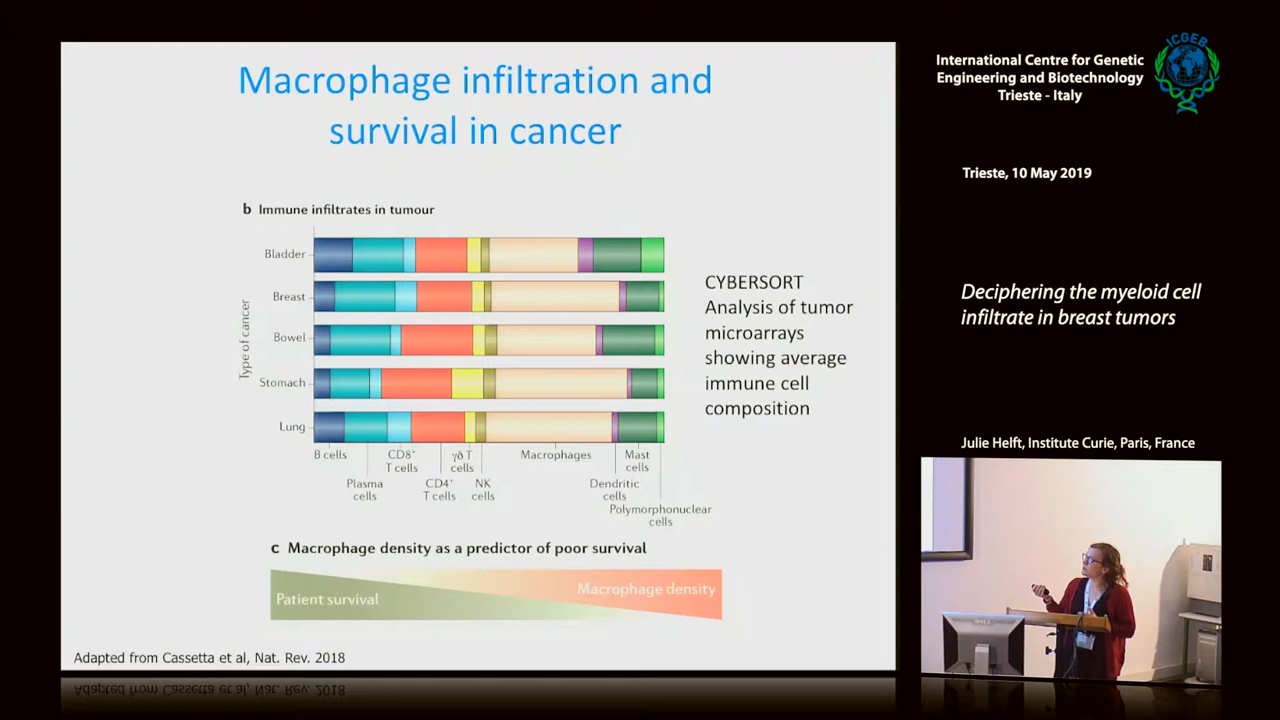 Macrophage infiltration and
survival in cancer
b Immune infiltrates in tumour
Type of cancer
Bladder
Breast
Bowel
Stomach
Lung
B cells
Plasma
cells
CD8⁺
T cells
CD4⁺
T cells
γδ T
cells
NK
cells
Macrophages
Dendritic
cells
Mast
cells
Polymorphonuclear
cells
CYBERSORT
Analysis of tumor
microarrays
showing average
immune cell
composition
c Macrophage density as a predictor of poor survival
Patient survival
Macrophage density
Adapted from Cassetta et al, Nat. Rev. 2018
International Centre for Genetic
Engineering and Biotechnology
Trieste - Italy
ICGEB
Trieste, 10 May 2019
Deciphering the myeloid cell
infiltrate in breast tumors
Julie Helft, Institute Curie, Paris, France
DELL